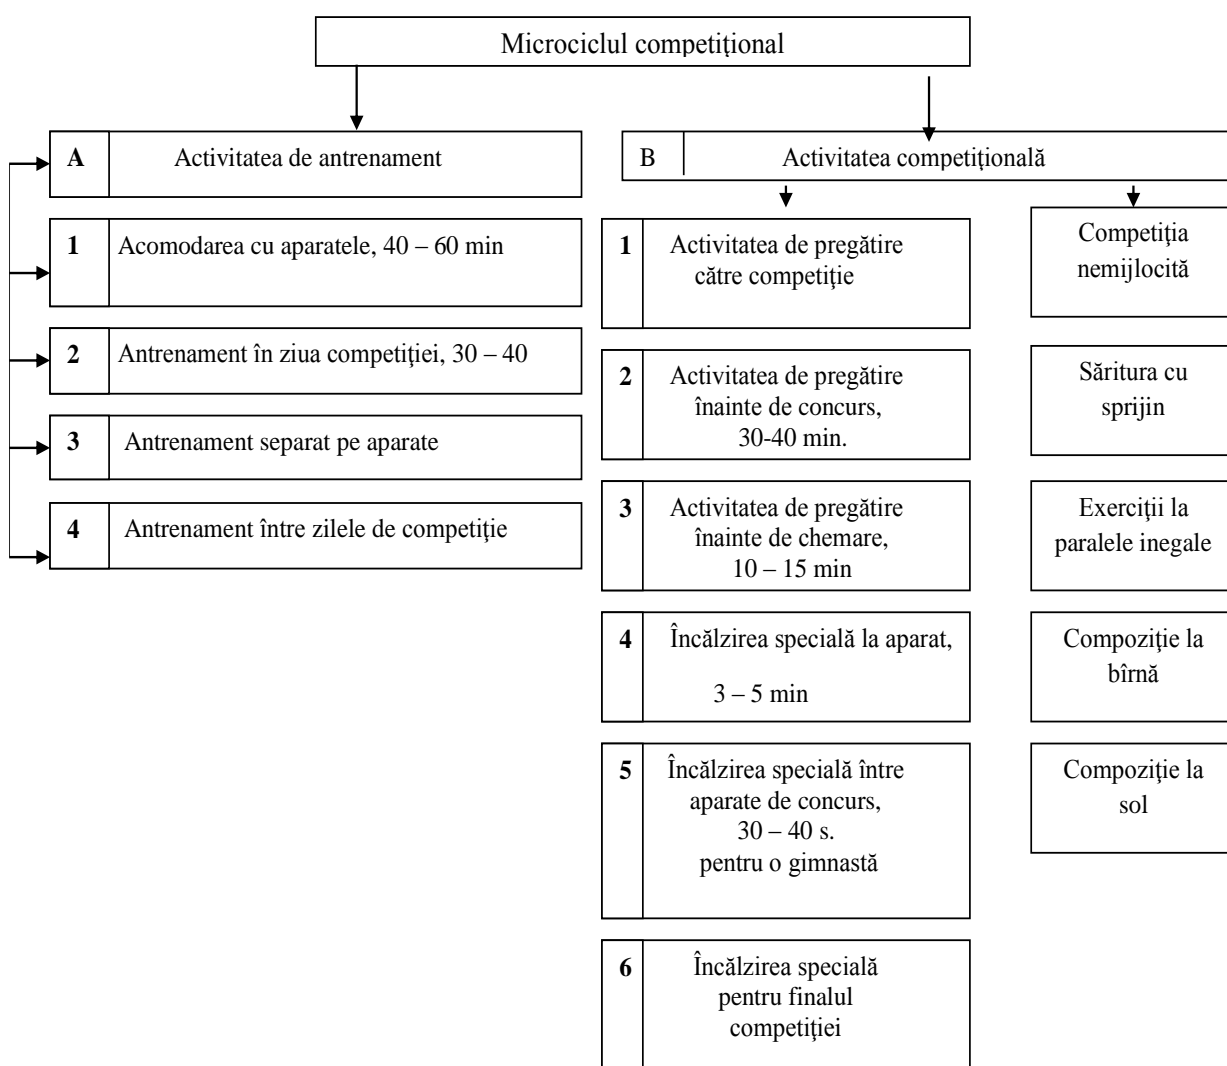 Microciclul competiţional
A Activitatea de antrenament
1 Acomodarea cu aparatele, 40 – 60 min
2 Antrenament în ziua competiţiei, 30 – 40
3 Antrenament separat pe aparate
4 Antrenament între zilele de competiţie
B Activitatea competiţională
1 Activitatea de pregătire
către competiţie
2 Activitatea de pregătire
înainte de concurs,
30-40 min.
3 Activitatea de pregătire
înainte de chemare,
10 – 15 min
4 Încălzirea specială la aparat,
3 – 5 min
5 Încălzirea specială între
aparate de concurs,
30 – 40 s.
pentru o gimnastă
6 Încălzirea specială
pentru finalul
competiţiei
Competiţia
nemijlocită
Săritura cu
sprijin
Exerciţii la
paralele inegale
Compoziţie la
bîrnă
Compoziţie la
sol